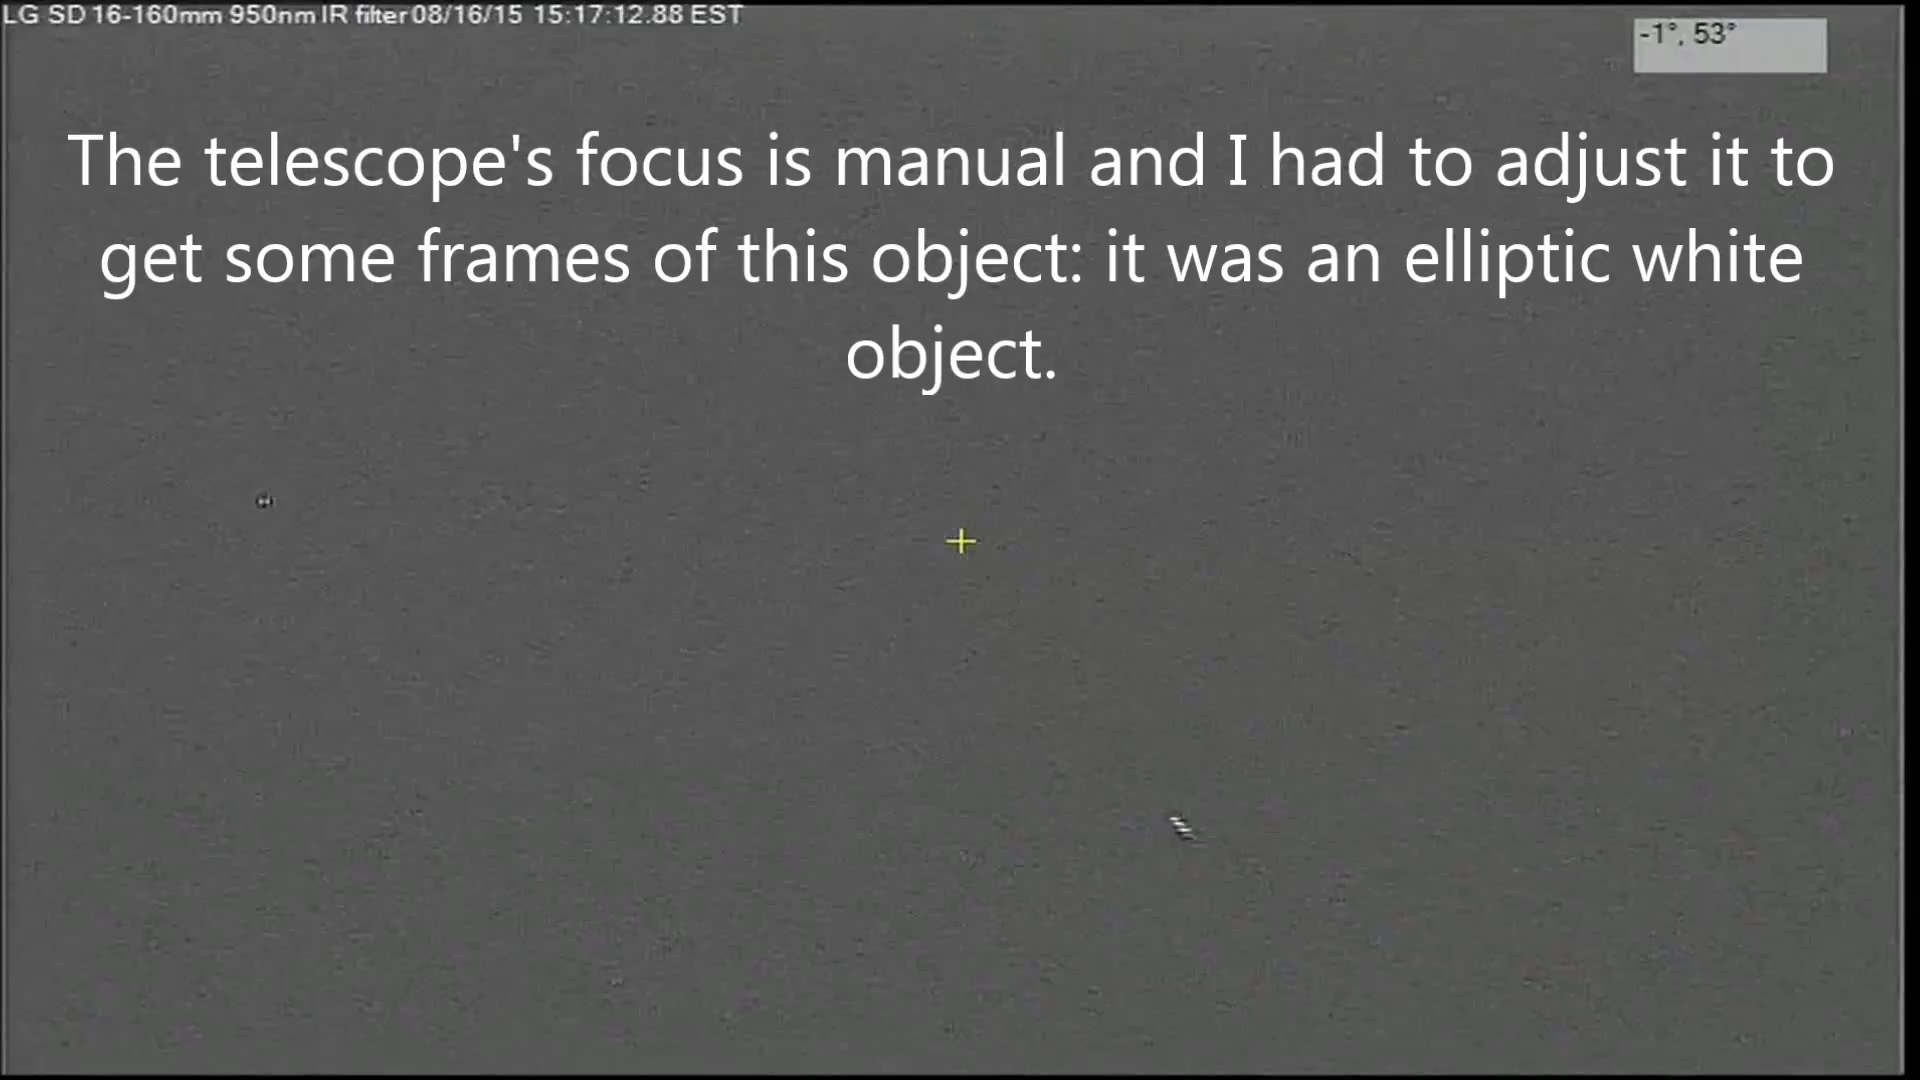 LG SD 16-160mm 950nm IR filter 08/16/15 15:17:12.88 EST
-1°, 53°
The telescope's focus is manual and I had to adjust it to
get some frames of this object: it was an elliptic white
object.